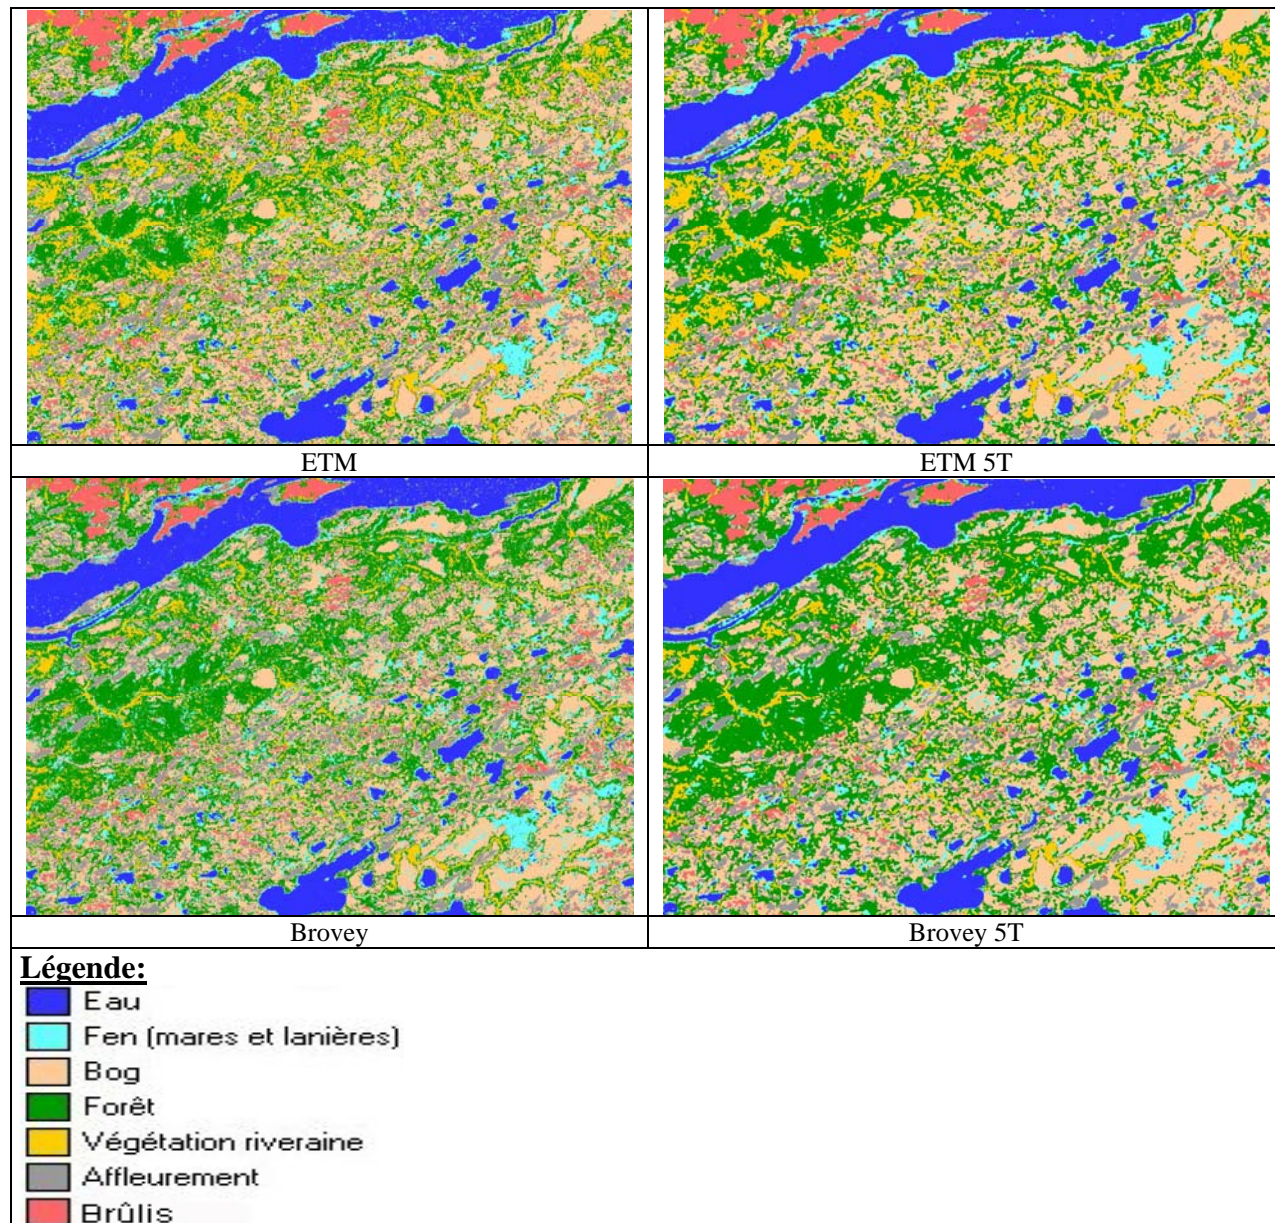 ETM
ETM 5T
Brovey
Brovey 5T
Légende:
Eau
Fen (mares et lanières)
Bog
Forêt
Végétation riveraine
Affleurement
Brûlis